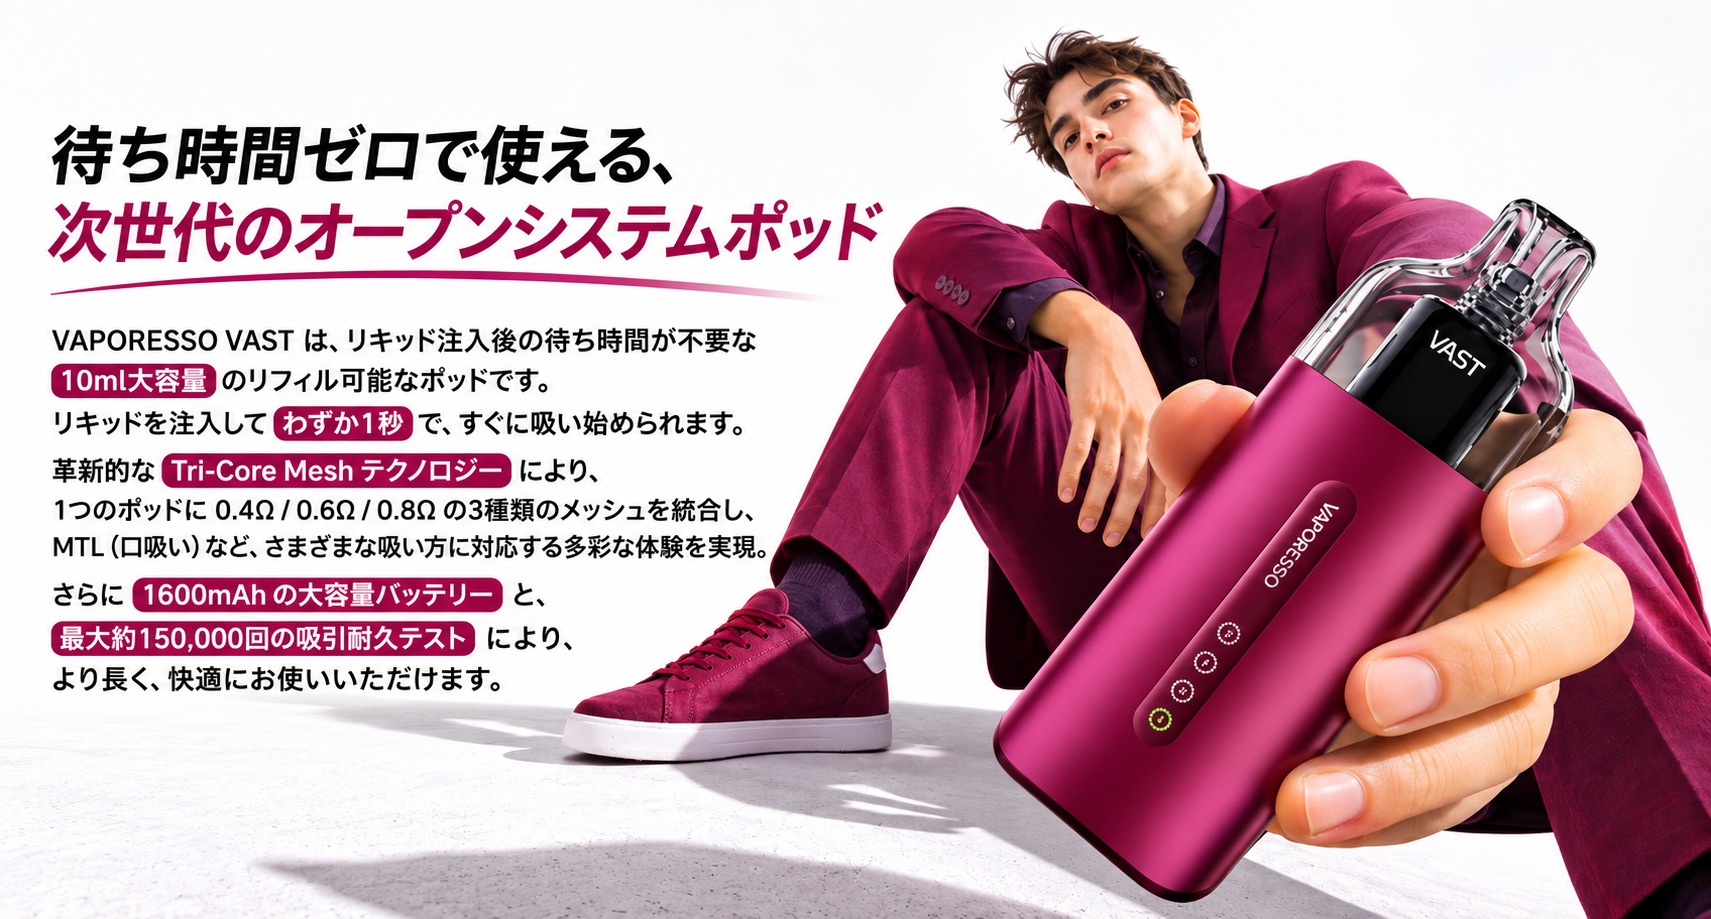 待ち時間ゼロで使える、
次世代のオープンシステムポッド
VAPORESSO VAST は、リキッド注入後の待ち時間が不要な
10ml大容量 のリフィル可能なポッドです。
リキッドを注入して わずか1秒 で、すぐに吸い始められます。
革新的な Tri-Core Mesh テクノロジー により、
1つのポッドに 0.4Ω / 0.6Ω / 0.8Ω の3種類のメッシュを統合し、
MTL（口吸い）など、さまざまな吸い方に対応する多彩な体験を実現。
さらに 1600mAh の大容量バッテリー と、
最大約150,000回の吸引耐久テスト により、
より長く、快適にお使いいただけます。
VAST
VAPORESSO